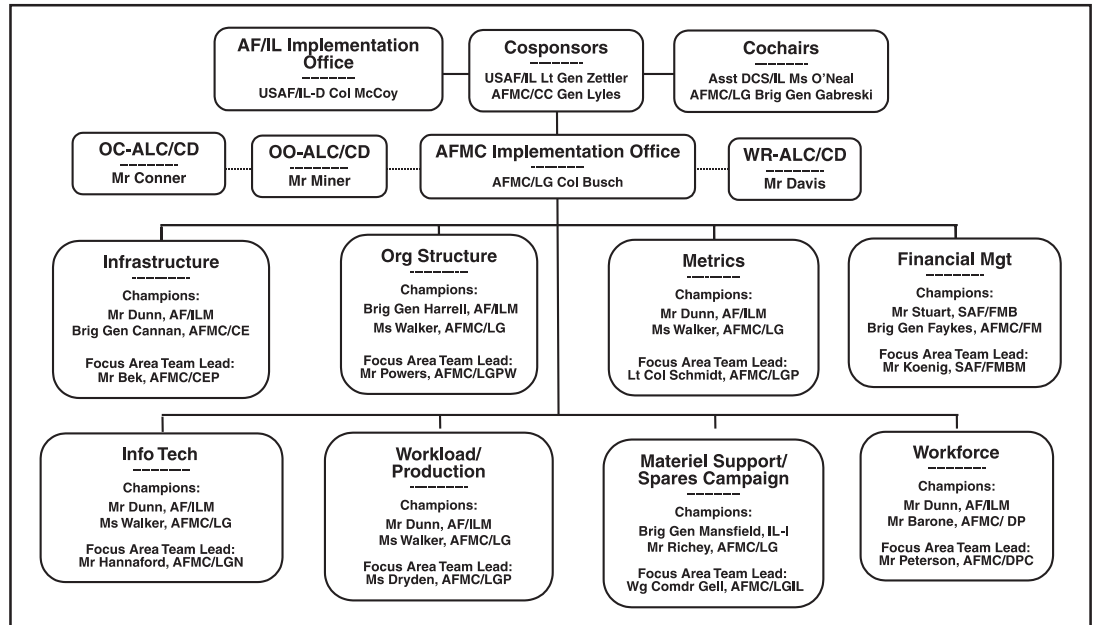 AF/IL Implementation
Office
USAF/IL-D Col McCoy
Cosponsors
USAF/IL Lt Gen Zettler
AFMC/CC Gen Lyles
Cochairs
Asst DCS/IL Ms O'Neal
AFMC/LG Brig Gen Gabreski
OC-ALC/CD
Mr Conner
OO-ALC/CD
Mr Miner
AFMC Implementation Office
AFMC/LG Col Busch
WR-ALC/CD
Mr Davis
Infrastructure
Champions:
Mr Dunn, AF/ILM
Brig Gen Cannan, AFMC/CE
Focus Area Team Lead:
Mr Bek, AFMC/CEP
Org Structure
Champions:
Brig Gen Harrell, AF/ILM
Ms Walker, AFMC/LG
Focus Area Team Lead:
Mr Powers, AFMC/LGPW
Metrics
Champions:
Mr Dunn, AF/ILM
Ms Walker, AFMC/LG
Focus Area Team Lead:
Lt Col Schmidt, AFMC/LGP
Financial Mgt
Champions:
Mr Stuart, SAF/FMB
Brig Gen Faykes, AFMC/FM
Focus Area Team Lead:
Mr Koenig, SAF/FMBM
Info Tech
Champions:
Mr Dunn, AF/ILM
Ms Walker, AFMC/LG
Focus Area Team Lead:
Mr Hannaford, AFMC/LGN
Workload/
Production
Champions:
Mr Dunn, AF/ILM
Ms Walker, AFMC/LG
Focus Area Team Lead:
Ms Dryden, AFMC/LGP
Materiel Support/
Spares Campaign
Champions:
Brig Gen Mansfield, IL-I
Mr Richey, AFMC/LG
Focus Area Team Lead:
Wg Comdr Gell, AFMC/LGIL
Workforce
Champions:
Mr Dunn, AF/ILM
Mr Barone, AFMC/ DP
Focus Area Team Lead:
Mr Peterson, AFMC/DPC